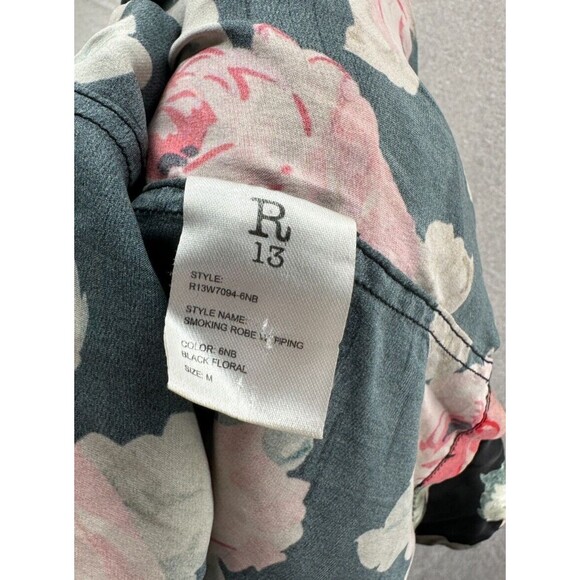 R
13
STYLE:
R13W7094-6NB
STYLE NAME:
SMOKING ROBE W/PIPING
COLOR: 6NB
BLACK FLORAL
SIZE: M